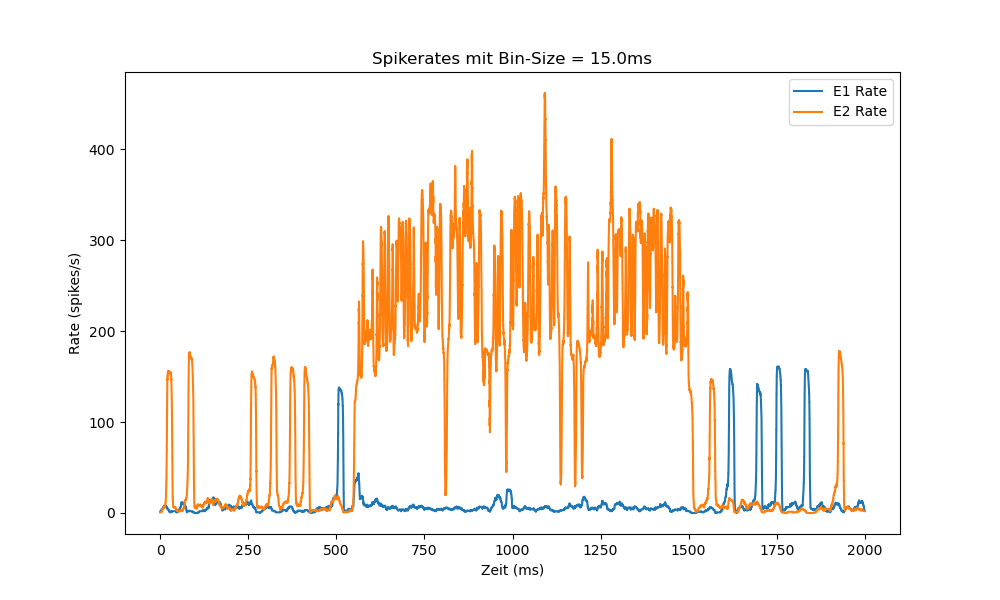 Spikerates mit Bin-Size = 15.0ms
E1 Rate
E2 Rate
Rate (spikes/s)
400
300
200
100
0
0 250 500 750 1000 1250 1500 1750 2000
Zeit (ms)